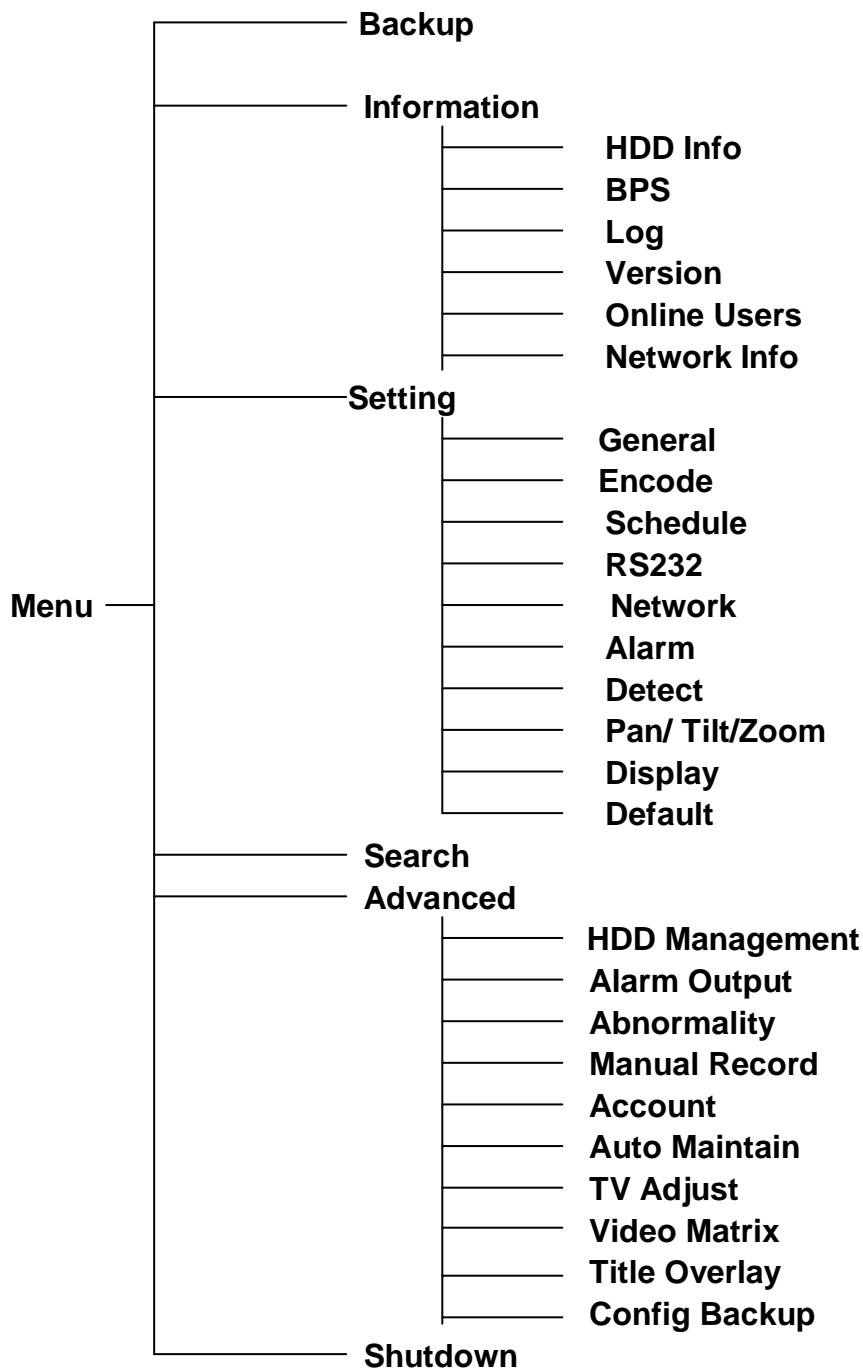 Backup
Information
HDD Info
BPS
Log
Version
Online Users
Network Info
Setting
General
Encode
Schedule
RS232
Menu
Network
Alarm
Detect
Pan/ Tilt/Zoom
Display
Default
Search
Advanced
HDD Management
Alarm Output
Abnormality
Manual Record
Account
Auto Maintain
TV Adjust
Video Matrix
Title Overlay
Config Backup
Shutdown